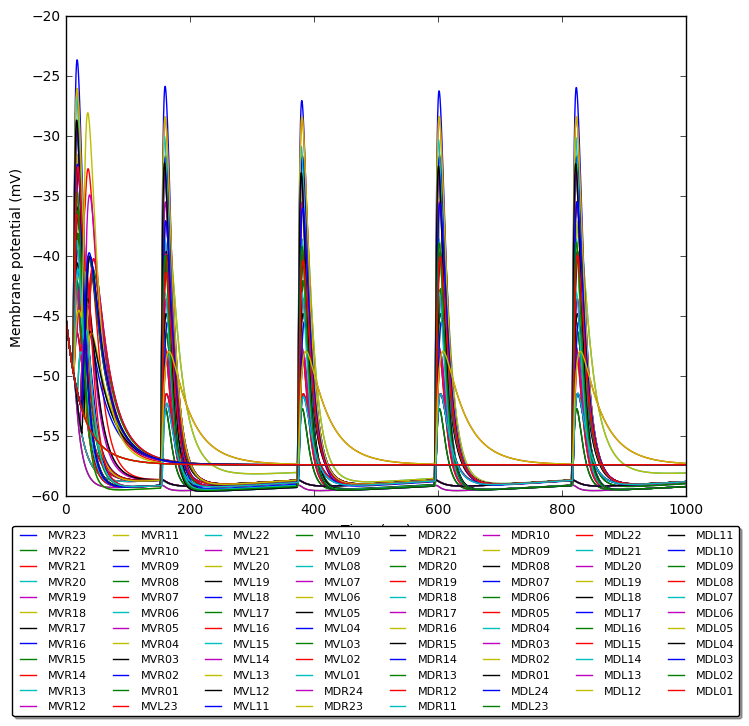 −20
−25
−30
−35
−40
−45
−50
−55
−60
Membrane potential (mV)
0 200 400 600 800 1000
MVR23 MVR11 MVL22 MVL10 MDR22 MDR10 MDL22 MDL11
MVR22 MVR10 MVL21 MVL09 MDR21 MDR09 MDL21 MDL10
MVR21 MVR09 MVL20 MVL08 MDR20 MDR08 MDL20 MDL09
MVR20 MVR08 MVL19 MVL07 MDR19 MDR07 MDL19 MDL08
MVR19 MVR07 MVL18 MVL06 MDR18 MDR06 MDL18 MDL07
MVR18 MVR06 MVL17 MVL05 MDR17 MDR05 MDL17 MDL06
MVR17 MVR05 MVL16 MVL04 MDR16 MDR04 MDL16 MDL05
MVR16 MVR04 MVL15 MVL03 MDR15 MDR03 MDL15 MDL04
MVR15 MVR03 MVL14 MVL02 MDR14 MDR02 MDL14 MDL03
MVR14 MVR02 MVL13 MVL01 MDR13 MDR01 MDL13 MDL02
MVR13 MVR01 MVL12 MDR24 MDR12 MDL24 MDL12 MDL01
MVR12 MVL23 MVL11 MDR23 MDR11 MDL23